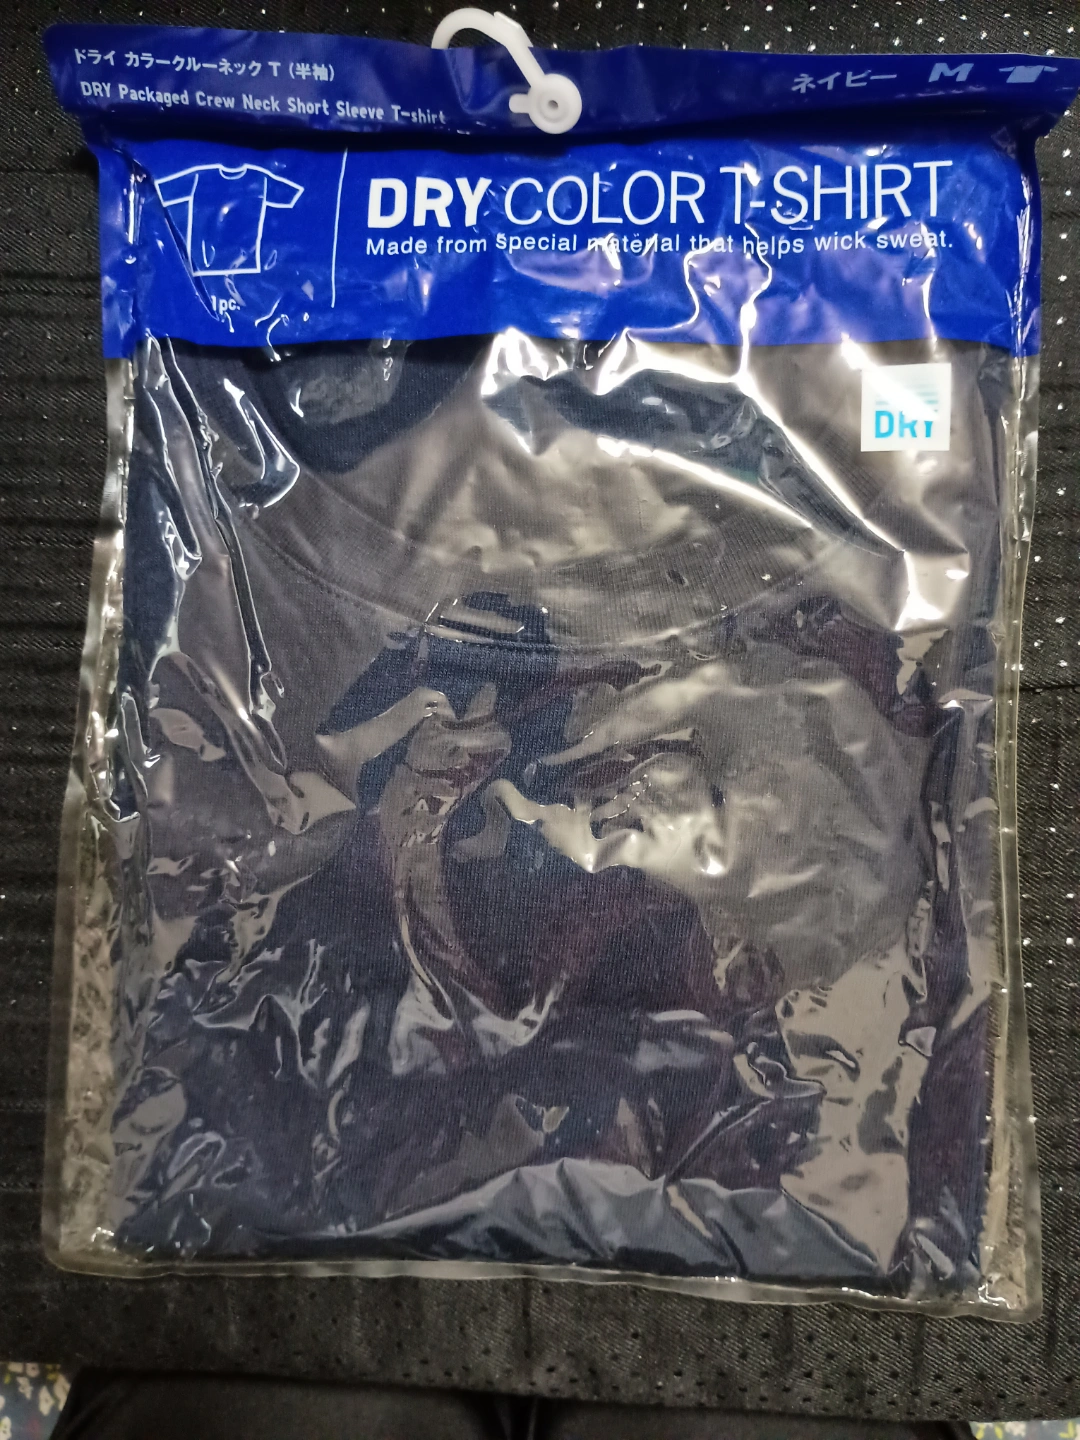 ドライ カラークルーネック T (半袖)
DRY Packaged Crew Neck Short Sleeve T-shirt
ネイビー M
DRY COLOR T-SHIRT
Made from special material that helps wick sweat.
1pc.
DRY